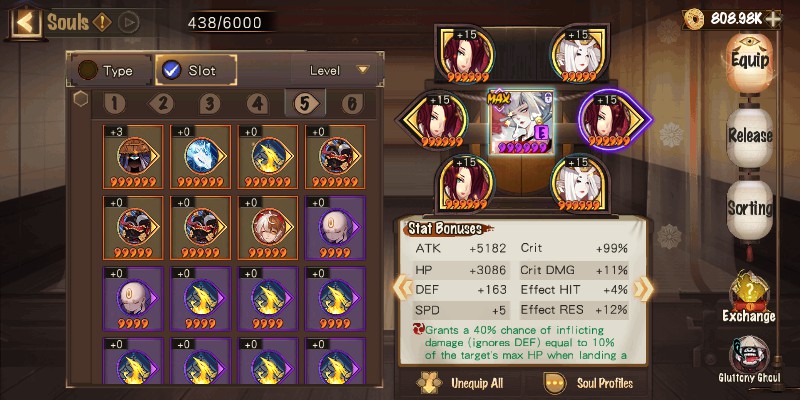 Souls
438/6000
808.98K
Type
Slot
Level
1 2 3 4 5 6
+3 +0 +0 +0
999999 999999 999999 999999
+0 +0 +0 +0
99999 99999 99999 9999
+0 +0 +0 +0
9999 9999 9999 9999
+0 +0 +0 +0
+15 +15
999999 999999
+15 MAX +15
999999 E 999999
999999
+15 +15
999999 999999
Stat Bonuses
ATK +5182 Crit +99%
HP +3086 Crit DMG +11%
DEF +163 Effect HIT +4%
SPD +5 Effect RES +12%
Grants a 40% chance of inflicting
damage (ignores DEF) equal to 10%
of the target's max HP when landing a
Unequip All
Soul Profiles
Equip
Release
Sorting
Exchange
Gluttony Ghoul